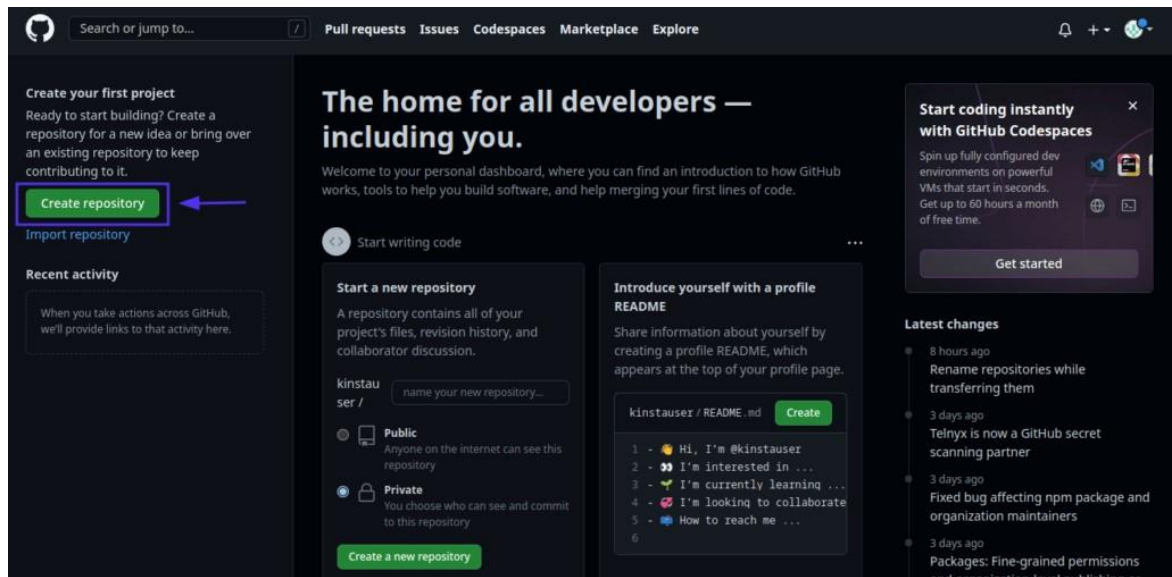 Search or jump to...
/
Pull requests Issues Codespaces Marketplace Explore
Create your first project
Ready to start building? Create a
repository for a new idea or bring over
an existing repository to keep
contributing to it.
Create repository
Import repository
Recent activity
When you take actions across GitHub,
we'll provide links to that activity here.
The home for all developers —
including you.
Welcome to your personal dashboard, where you can find an introduction to how GitHub
works, tools to help you build software, and help merging your first lines of code.
<> Start writing code
...
Start a new repository
A repository contains all of your
project's files, revision history, and
collaborator discussion.
kinstau
ser /
name your new repository...
Public
Anyone on the internet can see this
repository
Private
You choose who can see and commit
to this repository
Create a new repository
Introduce yourself with a profile
README
Share information about yourself by
creating a profile README, which
appears at the top of your profile page.
kinstauser / README.md
Create
1 - 👋 Hi, I'm @kinstauser
2 - 👀 I'm interested in ...
3 - 🌱 I'm currently learning ...
4 - 💞️ I'm looking to collaborate
5 - 📫 How to reach me ...
6
Start coding instantly
with GitHub Codespaces
Spin up fully configured dev
environments on powerful
VMs that start in seconds.
Get up to 60 hours a month
of free time.
Get started
Latest changes
8 hours ago
Rename repositories while
transferring them
3 days ago
Telnyx is now a GitHub secret
scanning partner
3 days ago
Fixed bug affecting npm package and
organization maintainers
3 days ago
Packages: Fine-grained permissions